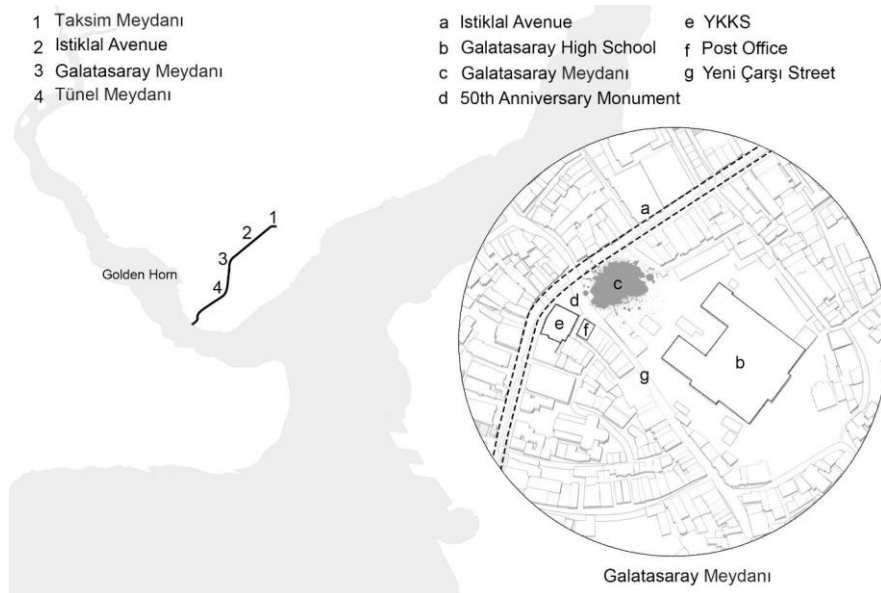 1 Taksim Meydanı
2 Istiklal Avenue
3 Galatasaray Meydanı
4 Tünel Meydanı
a Istiklal Avenue
b Galatasaray High School
c Galatasaray Meydanı
d 50th Anniversary Monument
e YKKS
f Post Office
g Yeni Çarşı Street
1
2
3
4
Golden Horn
a
c
d
e
f
b
g
Galatasaray Meydanı